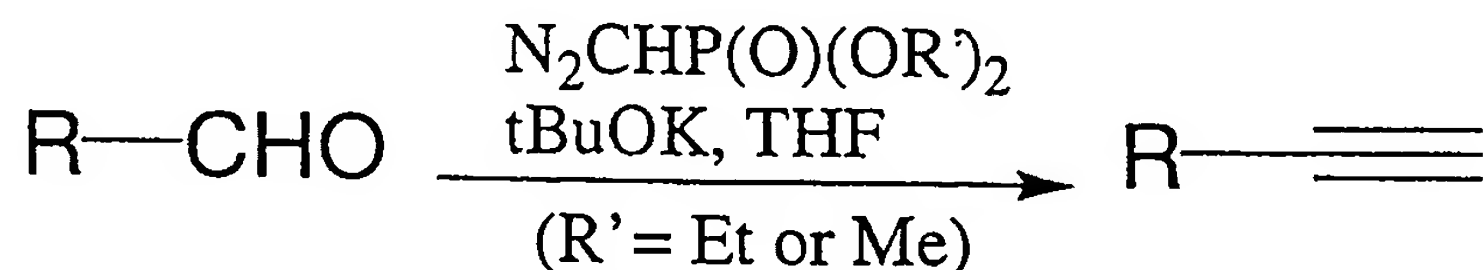 N₂CHP(O)(OR')₂
tBuOK, THF
R—CHO
R
(R' = Et or Me)